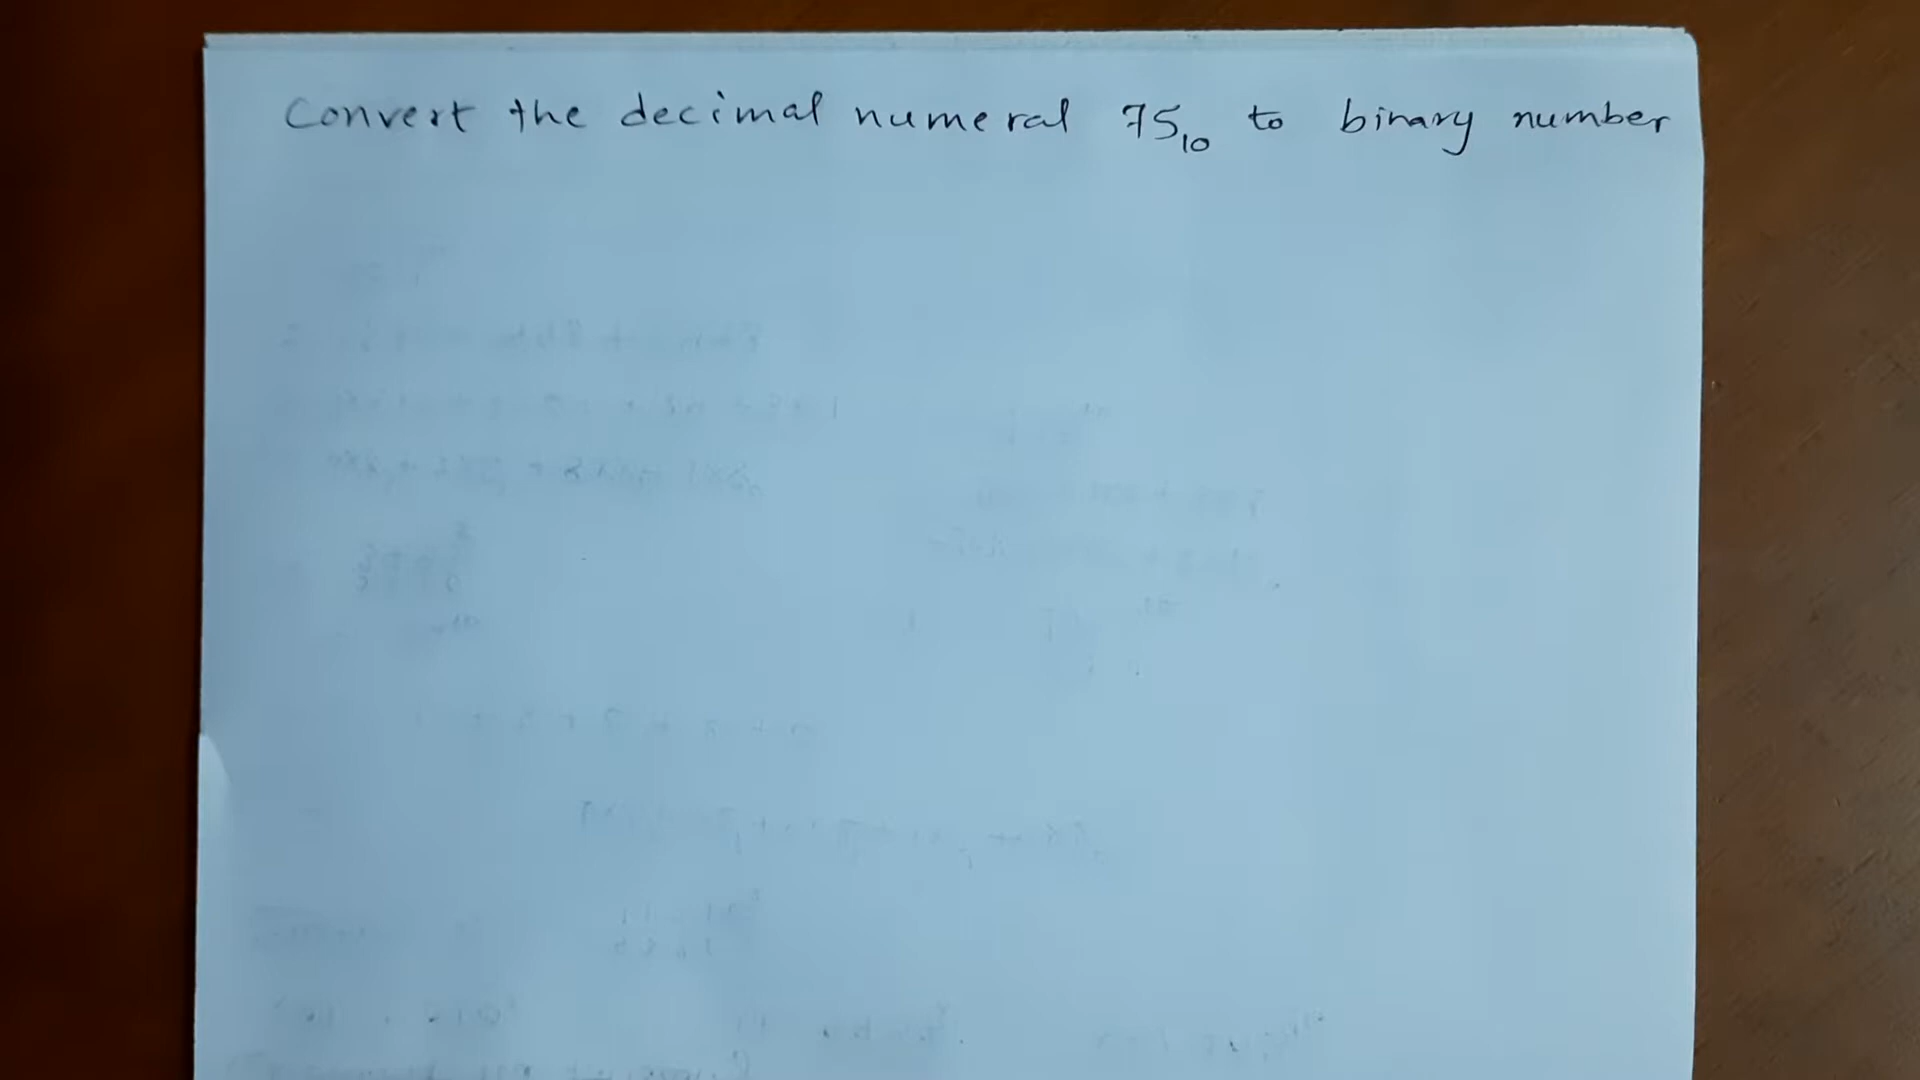 Convert the decimal numeral 75₁₀ to binary number